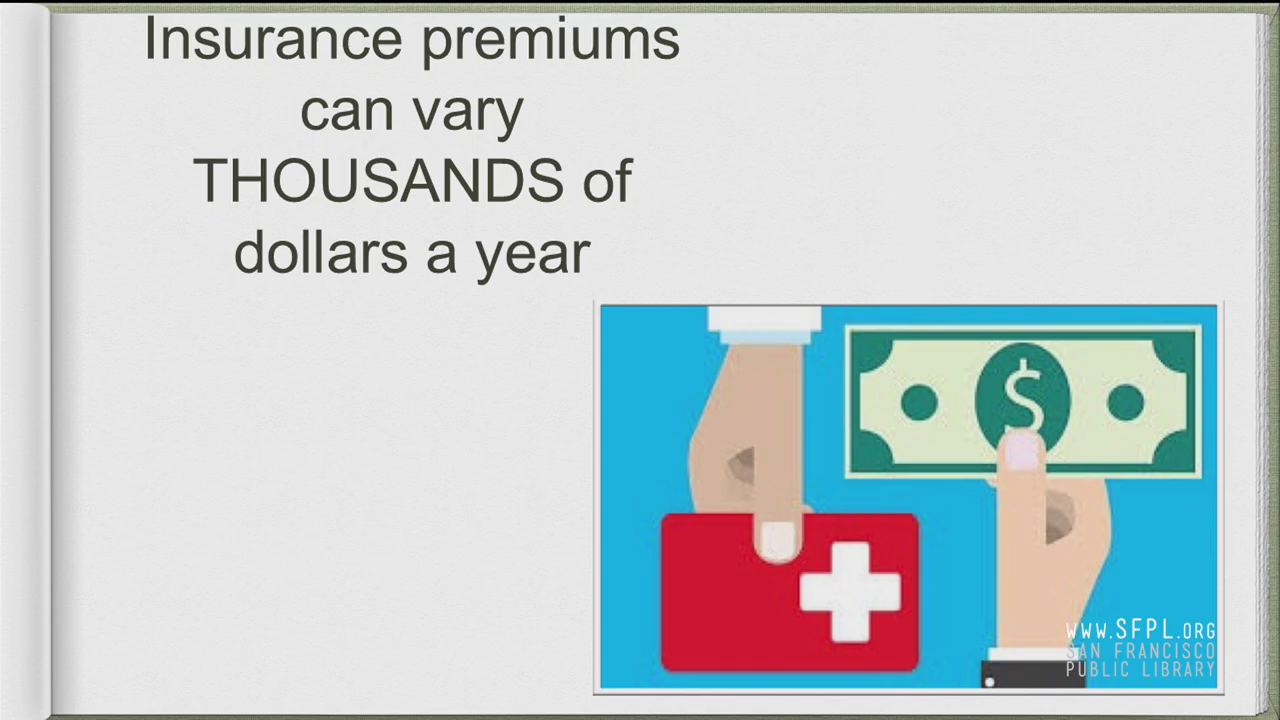 Insurance premiums
can vary
THOUSANDS of
dollars a year
$
WWW.SFPL.ORG
SAN FRANCISCO
PUBLIC LIBRARY